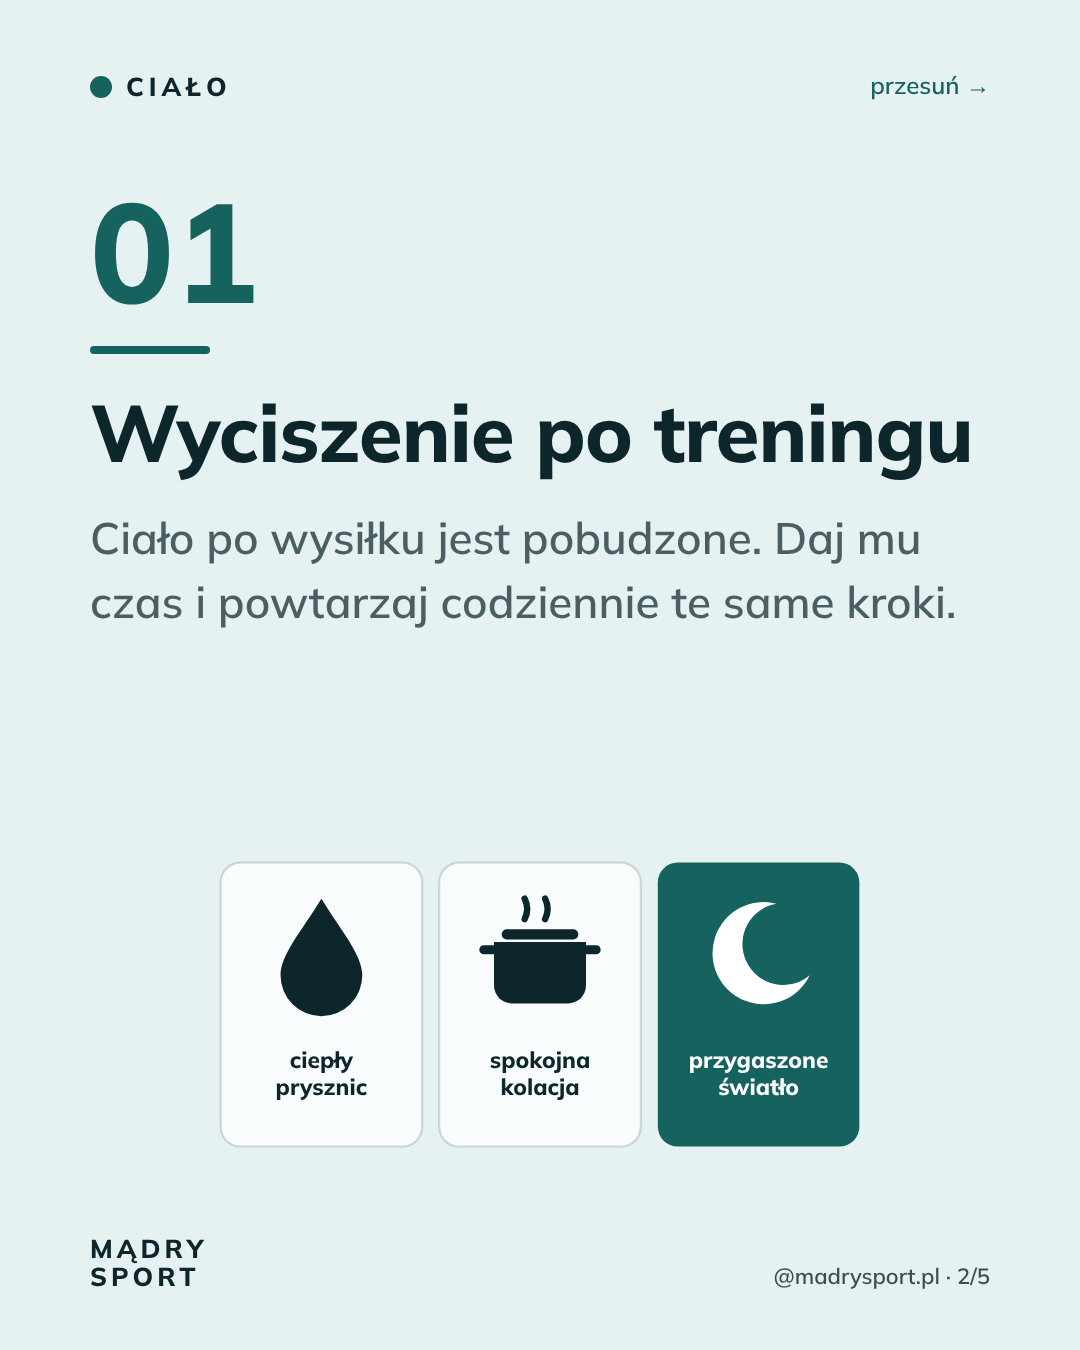 CIAŁO
przesuń →
01
Wyciszenie po treningu
Ciało po wysiłku jest pobudzone. Daj mu
czas i powtarzaj codziennie te same kroki.
ciepły
prysznic
spokojna
kolacja
przygaszone
światło
MĄDRY
SPORT
@madrysport.pl · 2/5